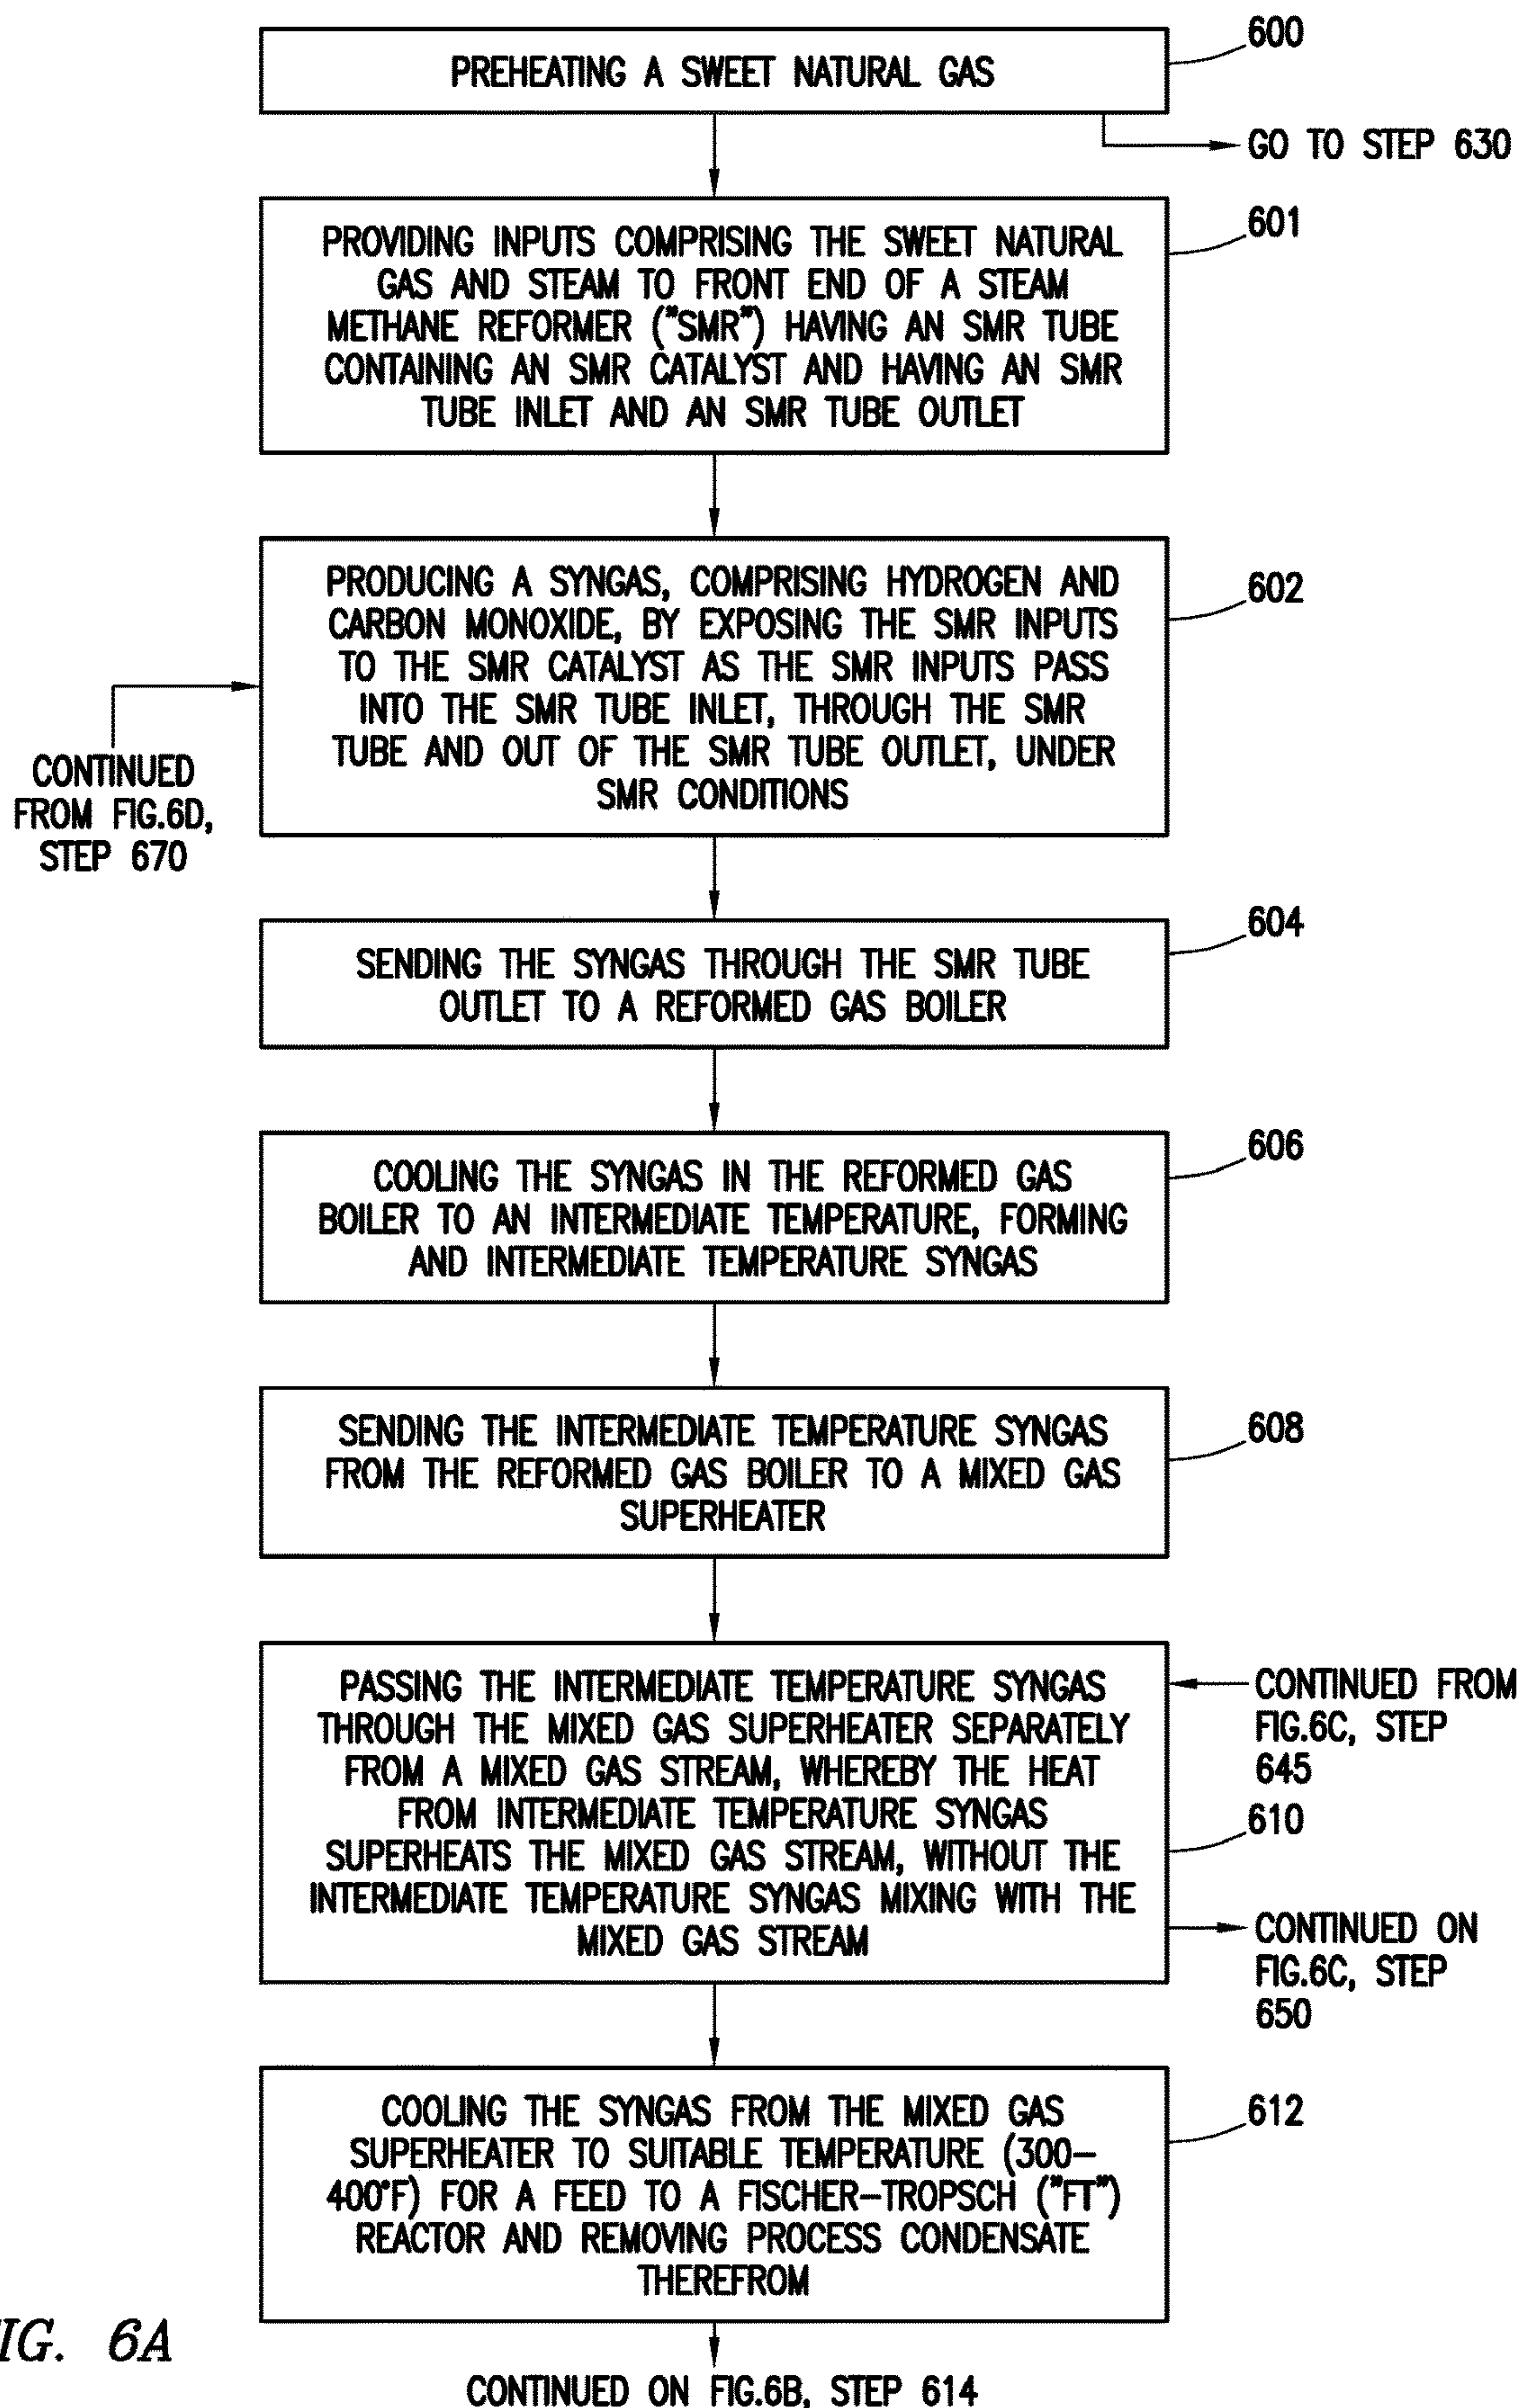 600
PREHEATING A SWEET NATURAL GAS
GO TO STEP 630
601
PROVIDING INPUTS COMPRISING THE SWEET NATURAL
GAS AND STEAM TO FRONT END OF A STEAM
METHANE REFORMER ("SMR") HAVING AN SMR TUBE
CONTAINING AN SMR CATALYST AND HAVING AN SMR
TUBE INLET AND AN SMR TUBE OUTLET
602
PRODUCING A SYNGAS, COMPRISING HYDROGEN AND
CARBON MONOXIDE, BY EXPOSING THE SMR INPUTS
TO THE SMR CATALYST AS THE SMR INPUTS PASS
INTO THE SMR TUBE INLET, THROUGH THE SMR
TUBE AND OUT OF THE SMR TUBE OUTLET, UNDER
SMR CONDITIONS
CONTINUED
FROM FIG.6D,
STEP 670
604
SENDING THE SYNGAS THROUGH THE SMR TUBE
OUTLET TO A REFORMED GAS BOILER
606
COOLING THE SYNGAS IN THE REFORMED GAS
BOILER TO AN INTERMEDIATE TEMPERATURE, FORMING
AND INTERMEDIATE TEMPERATURE SYNGAS
608
SENDING THE INTERMEDIATE TEMPERATURE SYNGAS
FROM THE REFORMED GAS BOILER TO A MIXED GAS
SUPERHEATER
PASSING THE INTERMEDIATE TEMPERATURE SYNGAS
THROUGH THE MIXED GAS SUPERHEATER SEPARATELY
FROM A MIXED GAS STREAM, WHEREBY THE HEAT
FROM INTERMEDIATE TEMPERATURE SYNGAS
SUPERHEATS THE MIXED GAS STREAM, WITHOUT THE
INTERMEDIATE TEMPERATURE SYNGAS MIXING WITH THE
MIXED GAS STREAM
CONTINUED FROM
FIG.6C, STEP
645
610
CONTINUED ON
FIG.6C, STEP
650
612
COOLING THE SYNGAS FROM THE MIXED GAS
SUPERHEATER TO SUITABLE TEMPERATURE (300-
400°F) FOR A FEED TO A FISCHER-TROPSCH ("FT")
REACTOR AND REMOVING PROCESS CONDENSATE
THEREFROM
CONTINUED ON FIG.6B, STEP 614
IG. 6A